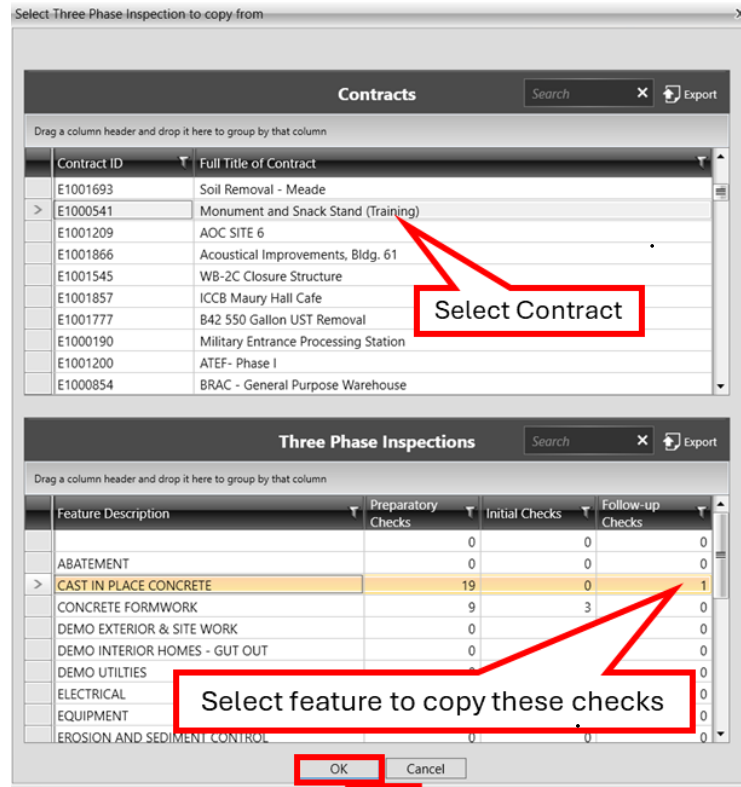 Select Three Phase Inspection to copy from
Contracts
Search
Export
Drag a column header and drop it here to group by that column
Contract ID Full Title of Contract
E1001693 Soil Removal - Meade
E1000541 Monument and Snack Stand (Training)
E1001209 AOC SITE 6
E1001866 Acoustical Improvements, Bldg. 61
E1001545 WB-2C Closure Structure
E1001857 ICCB Maury Hall Cafe
E1001777 B42 550 Gallon UST Removal
E1000190 Military Entrance Processing Station
E1001200 ATEF- Phase I
E1000854 BRAC - General Purpose Warehouse
Select Contract
Three Phase Inspections
Search
Export
Drag a column header and drop it here to group by that column
Feature Description Preparatory Checks Initial Checks Follow-up Checks
0 0 0
ABATEMENT 0 0 0
CAST IN PLACE CONCRETE 19 0 1
CONCRETE FORMWORK 9 3 0
DEMO EXTERIOR & SITE WORK 0 0 0
DEMO INTERIOR HOMES - GUT OUT 0 0
DEMO UTILTIES 0
ELECTRICAL 0
EQUIPMENT 0
EROSION AND SEDIMENT CONTROL 0 0 0
Select feature to copy these checks
OK Cancel